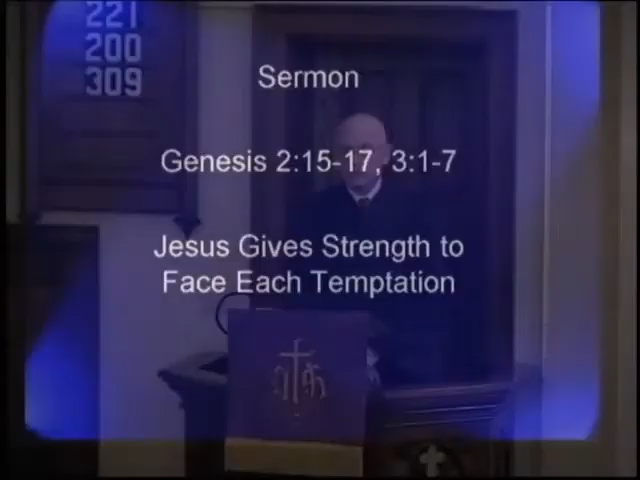 221
200
309
Sermon
Genesis 2:15-17, 3:1-7
Jesus Gives Strength to
Face Each Temptation